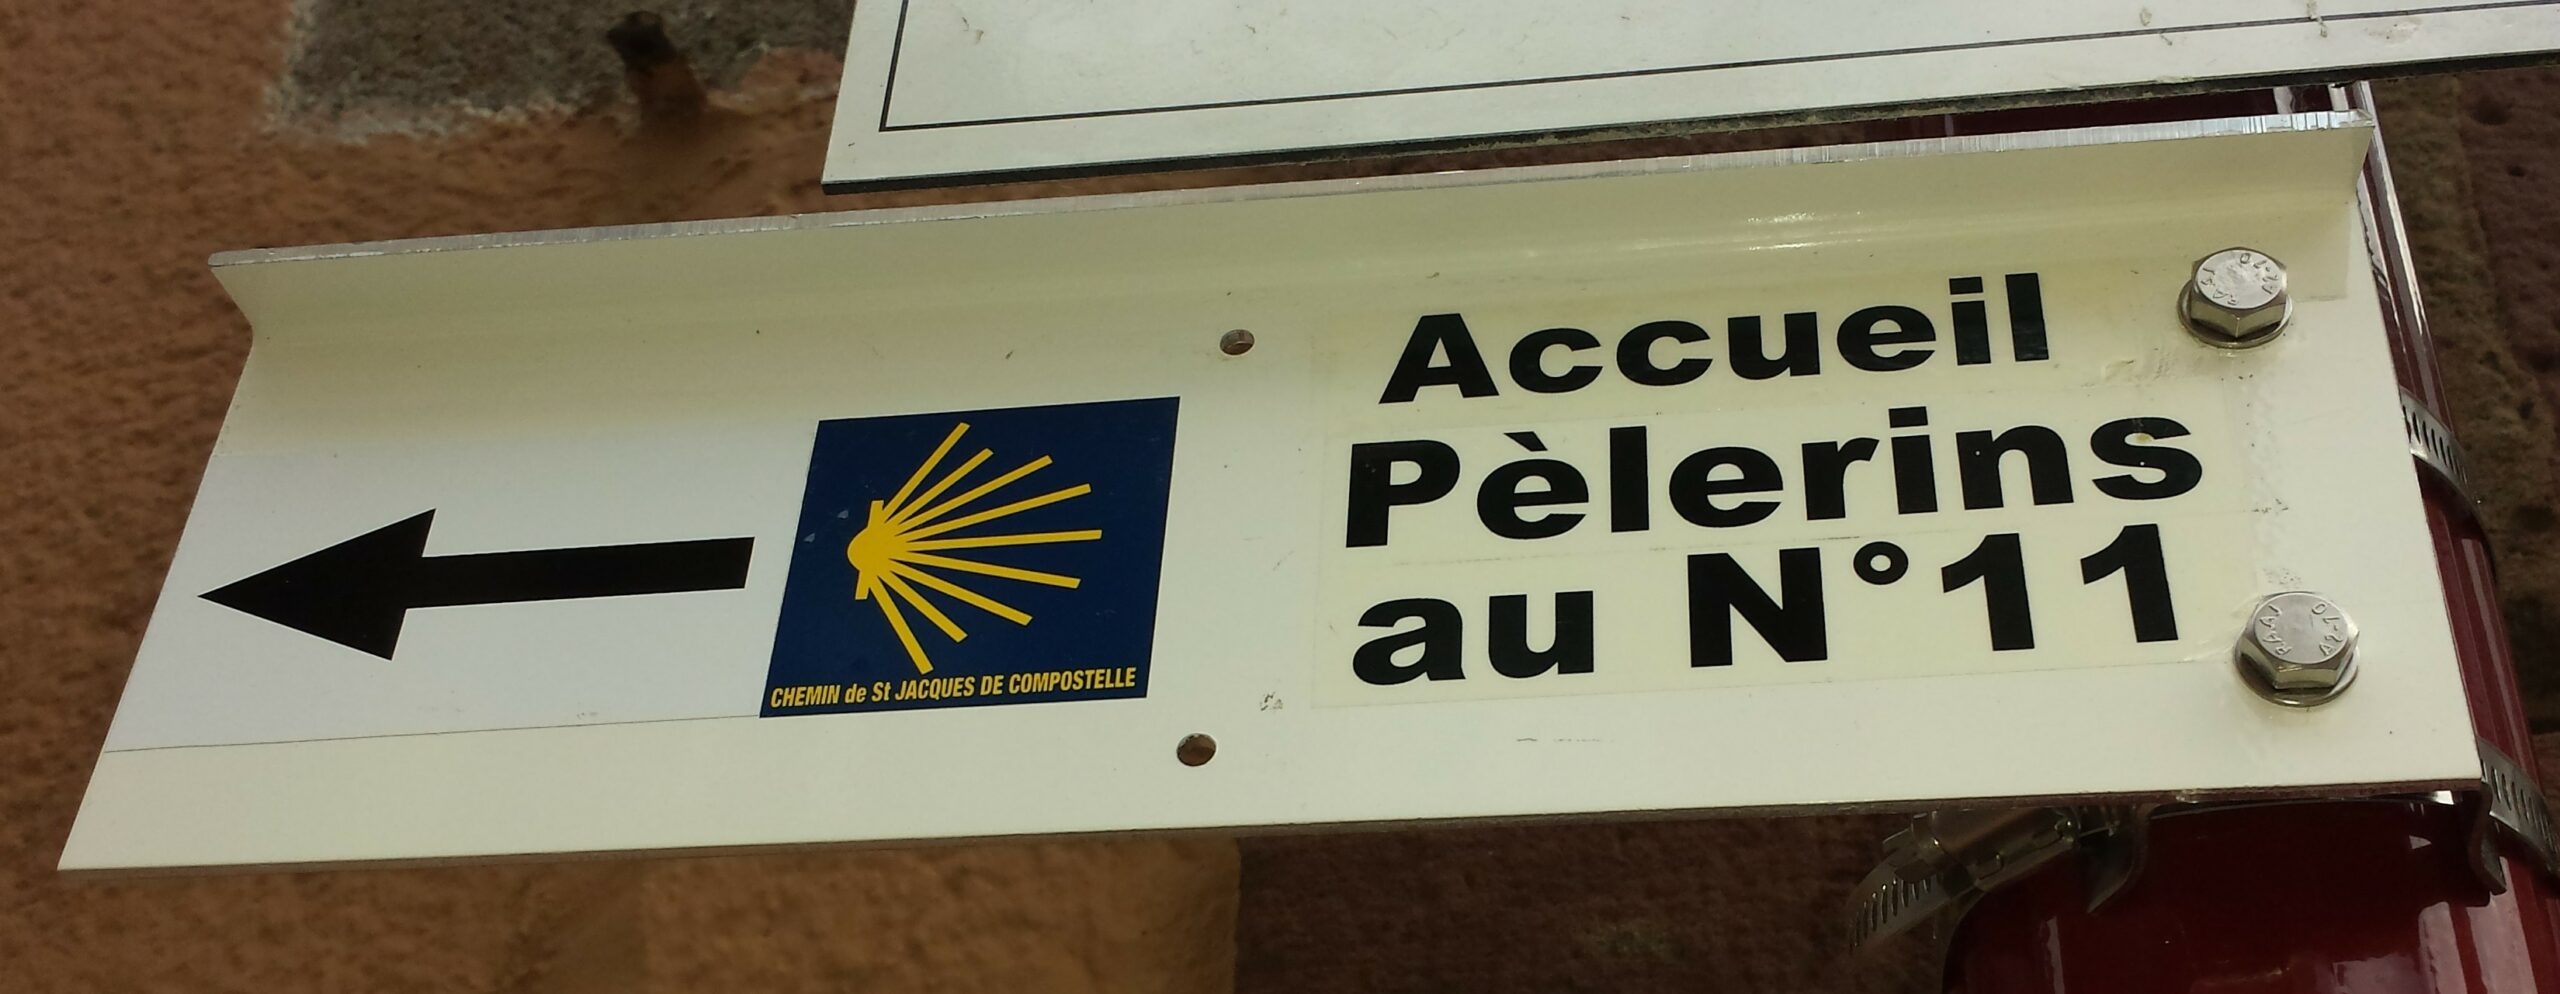 Accueil
Pèlerins
au N°11
CHEMIN de St JACQUES DE COMPOSTELLE